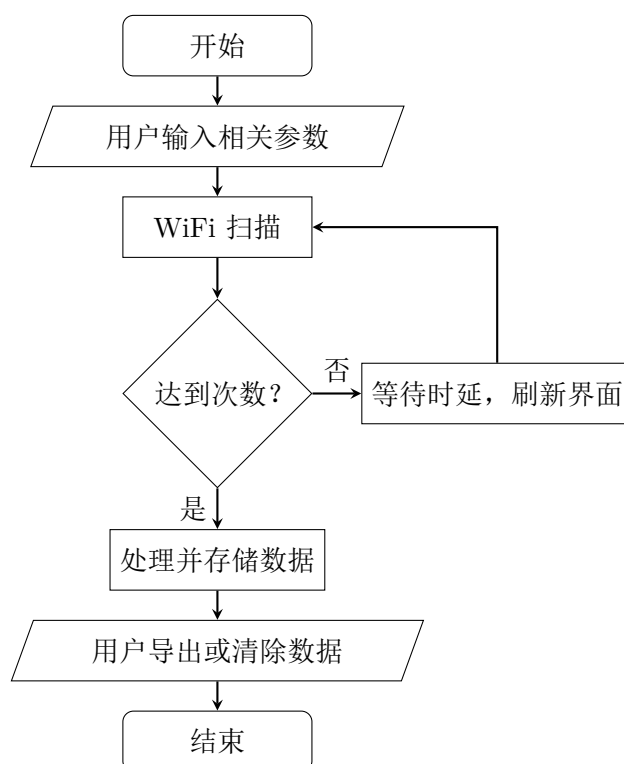 开始
用户输入相关参数
WiFi 扫描
达到次数？
否
等待时延，刷新界面
是
处理并存储数据
用户导出或清除数据
结束